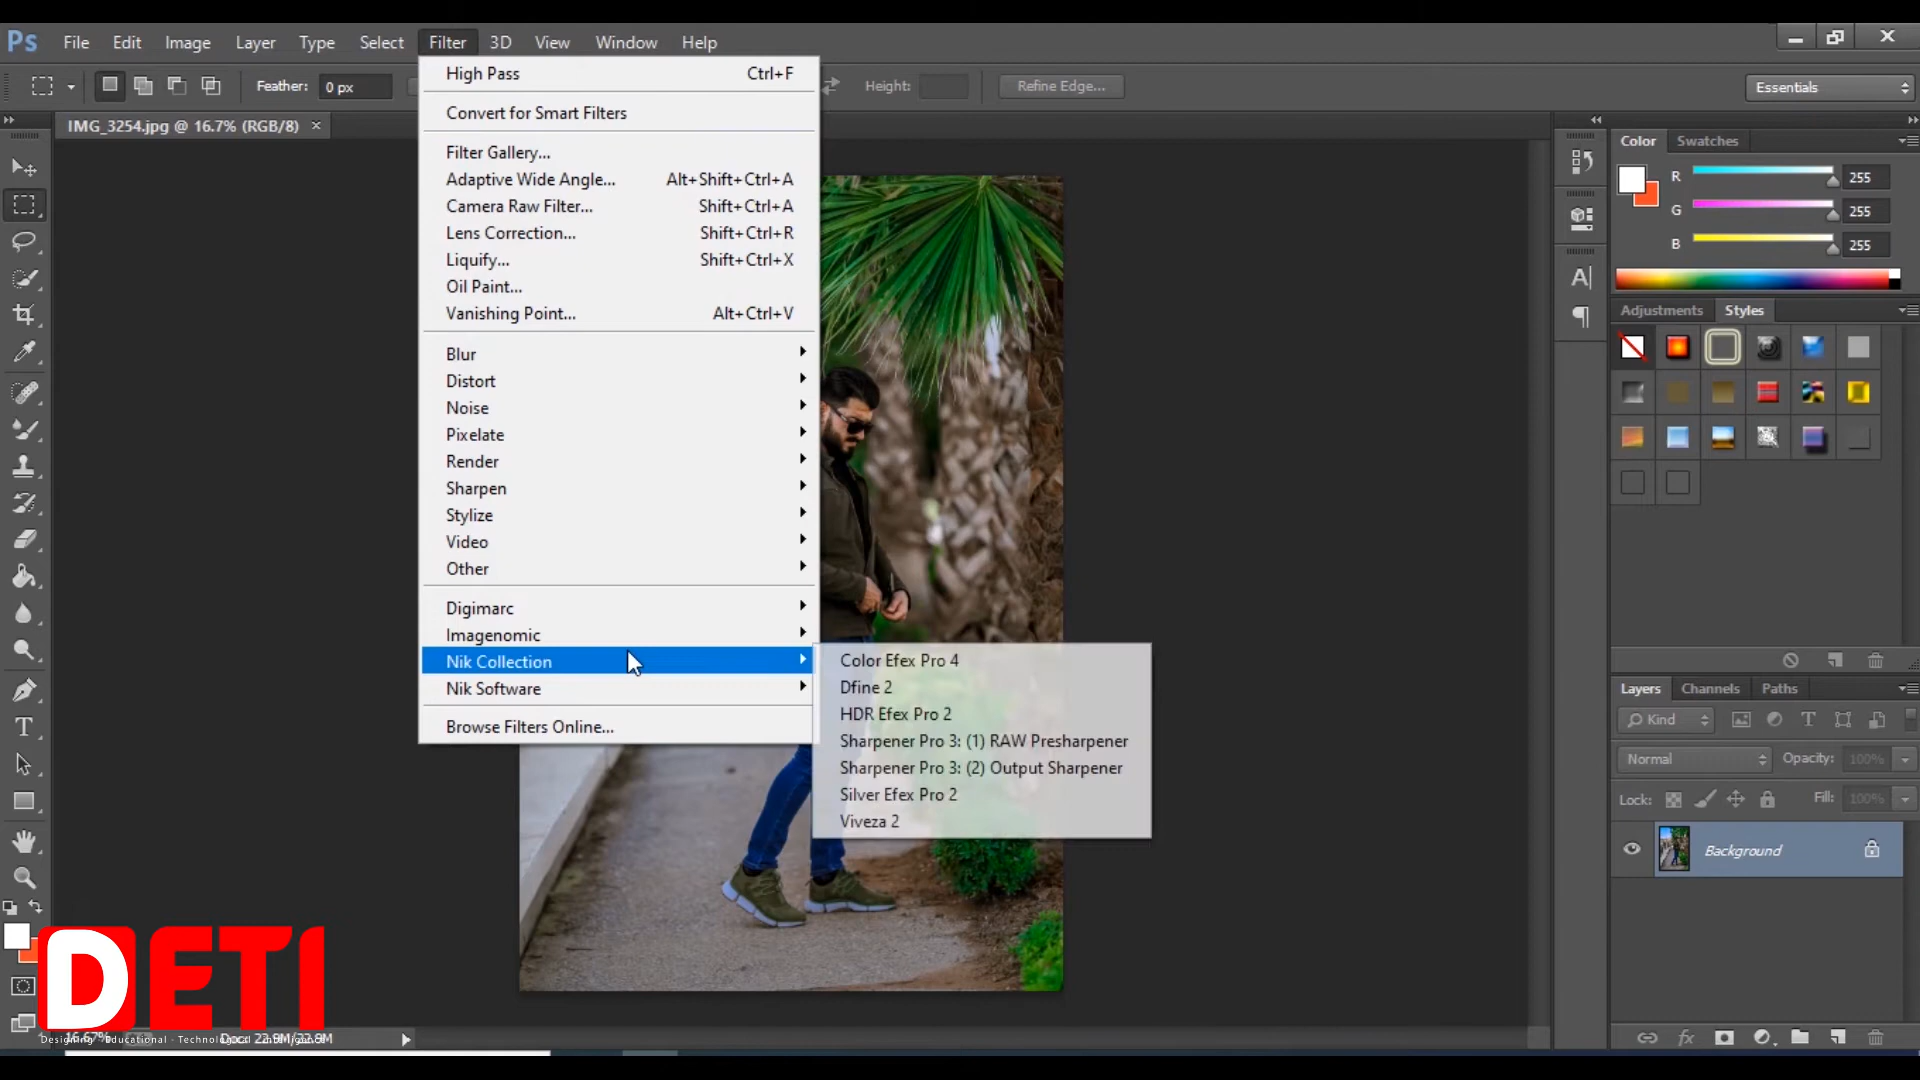 Ps File Edit Image Layer Type Select Filter 3D View Window Help
Feather: 0 px Height: Refine Edge... Essentials
IMG_3254.jpg @ 16.7% (RGB/8) ×
High Pass Ctrl+F
Convert for Smart Filters
Filter Gallery...
Adaptive Wide Angle... Alt+Shift+Ctrl+A
Camera Raw Filter... Shift+Ctrl+A
Lens Correction... Shift+Ctrl+R
Liquify... Shift+Ctrl+X
Oil Paint...
Vanishing Point... Alt+Ctrl+V
Blur
Distort
Noise
Pixelate
Render
Sharpen
Stylize
Video
Other
Digimarc
Imagenomic
Nik Collection
Nik Software
Browse Filters Online...
Color Efex Pro 4
Dfine 2
HDR Efex Pro 2
Sharpener Pro 3: (1) RAW Presharpener
Sharpener Pro 3: (2) Output Sharpener
Silver Efex Pro 2
Viveza 2
Color Swatches
R 255
G 255
B 255
Adjustments Styles
Layers Channels Paths
Kind
Normal Opacity: 100%
Lock: Fill: 100%
Background
DETI
16.67% Doc: 22.9M/22.9M
Designing Educational - Technological